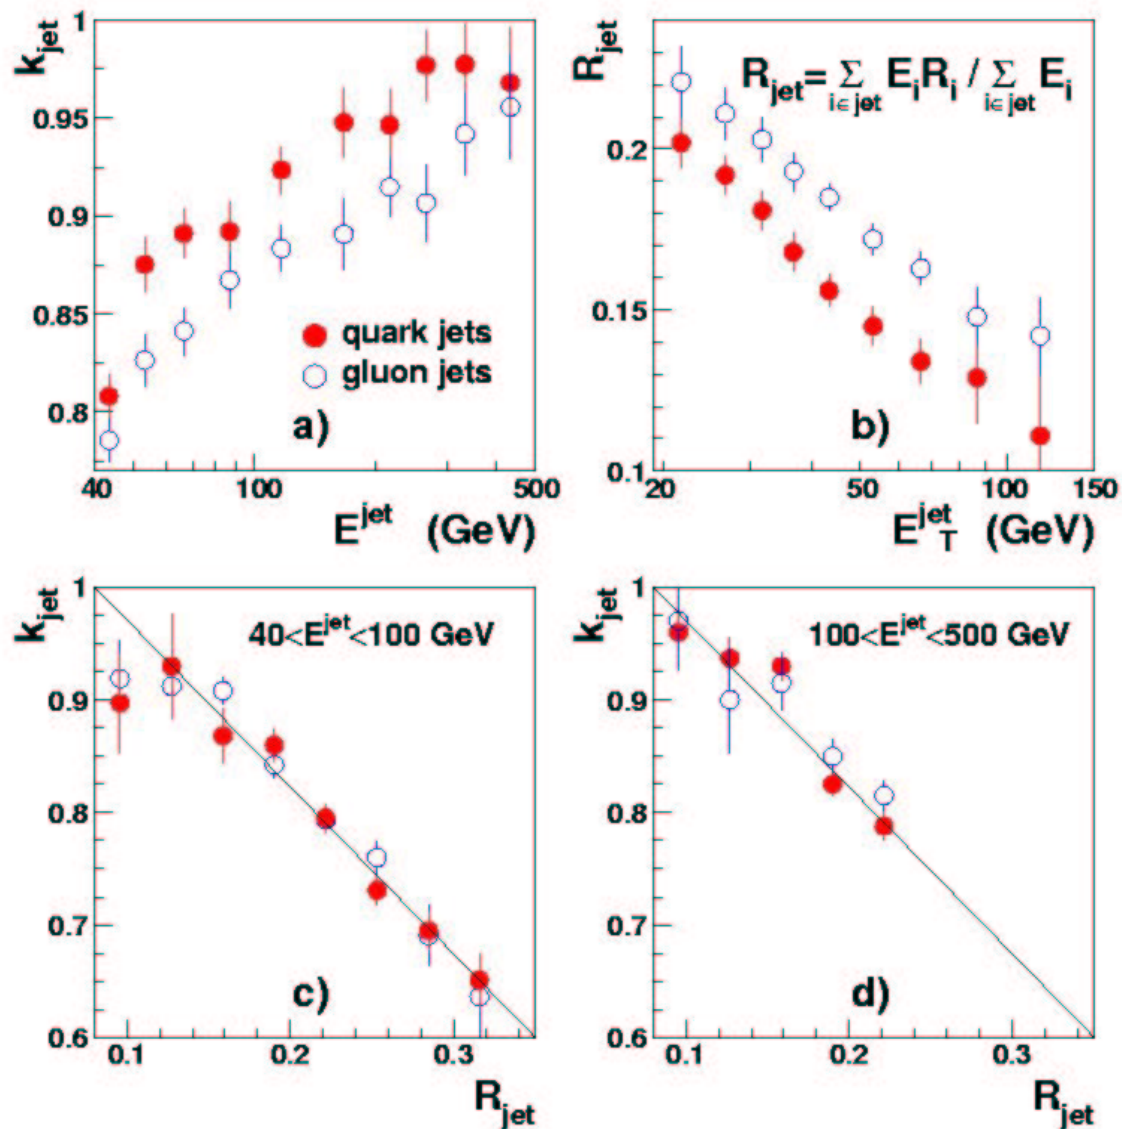 k_jet
1
0.95
0.9
0.85
0.8
quark jets
gluon jets
a)
40 100 500
E^jet (GeV)
R_jet
R_jet=Σ_{i∈jet} E_i R_i / Σ_{i∈jet} E_i
0.2
0.15
0.1
b)
20 50 100 150
E_T^jet (GeV)
k_jet
1
0.9
0.8
0.7
0.6
40<E^jet<100 GeV
c)
0.1 0.2 0.3
R_jet
k_jet
1
0.9
0.8
0.7
0.6
100<E^jet<500 GeV
d)
0.1 0.2 0.3
R_jet